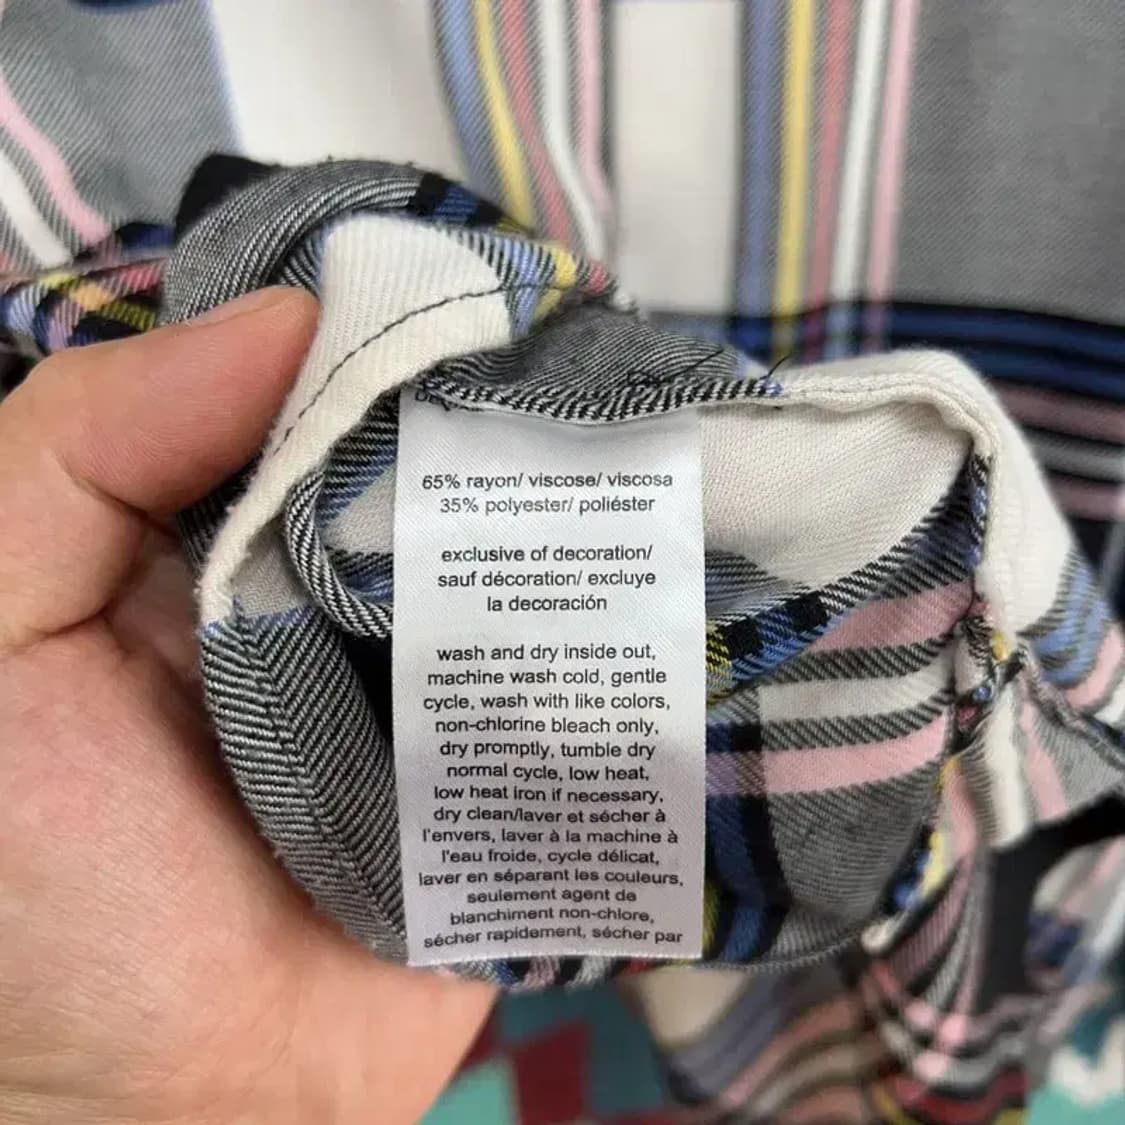 65% rayon/ viscose/ viscosa
35% polyester/ poliéster
exclusive of decoration/
sauf décoration/ excluye
la decoración
wash and dry inside out,
machine wash cold, gentle
cycle, wash with like colors,
non-chlorine bleach only,
dry promptly, tumble dry
normal cycle, low heat,
low heat iron if necessary,
dry clean/laver et sécher à
l'envers, laver à la machine à
l'eau froide, cycle délicat,
laver en séparant les couleurs,
seulement agent de
blanchiment non-chlore,
sécher rapidement, sécher par